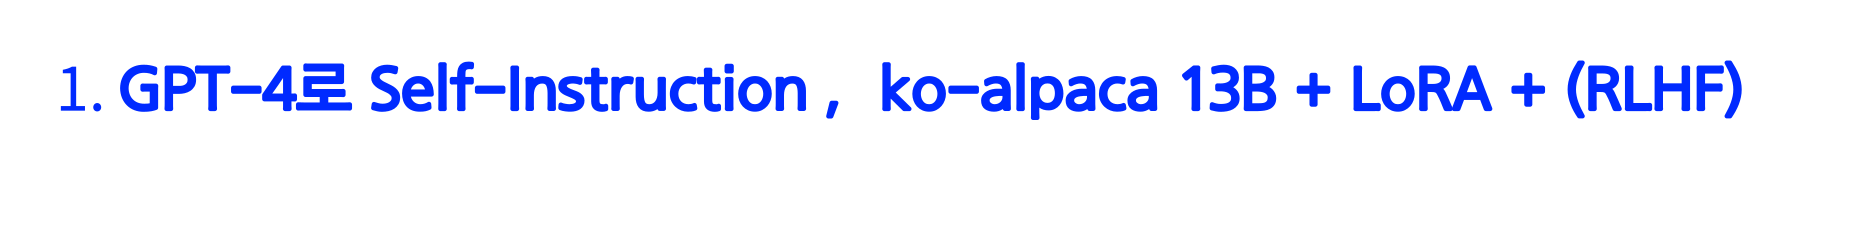 1. GPT-4로 Self-Instruction ,  ko-alpaca 13B + LoRA + (RLHF)